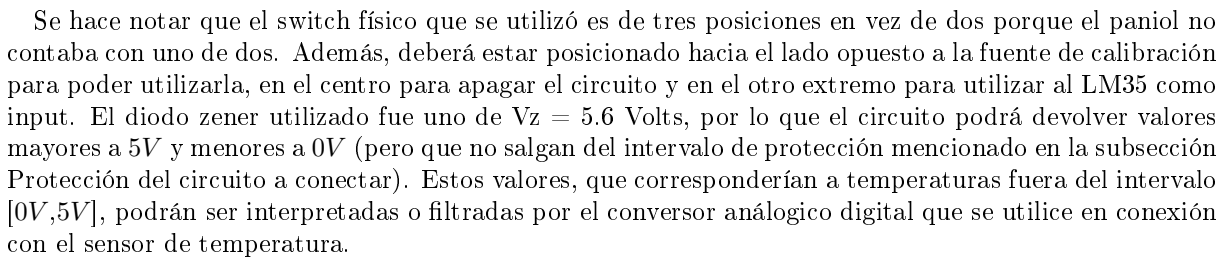 Se hace notar que el switch físico que se utilizó es de tres posiciones en vez de dos porque el paniol no
contaba con uno de dos. Además, deberá estar posicionado hacia el lado opuesto a la fuente de calibración
para poder utilizarla, en el centro para apagar el circuito y en el otro extremo para utilizar al LM35 como
input. El diodo zener utilizado fue uno de Vz = 5.6 Volts, por lo que el circuito podrá devolver valores
mayores a 5V y menores a 0V (pero que no salgan del intervalo de protección mencionado en la subsección
Protección del circuito a conectar). Estos valores, que corresponderían a temperaturas fuera del intervalo
[0V,5V], podrán ser interpretadas o filtradas por el conversor análogico digital que se utilice en conexión
con el sensor de temperatura.